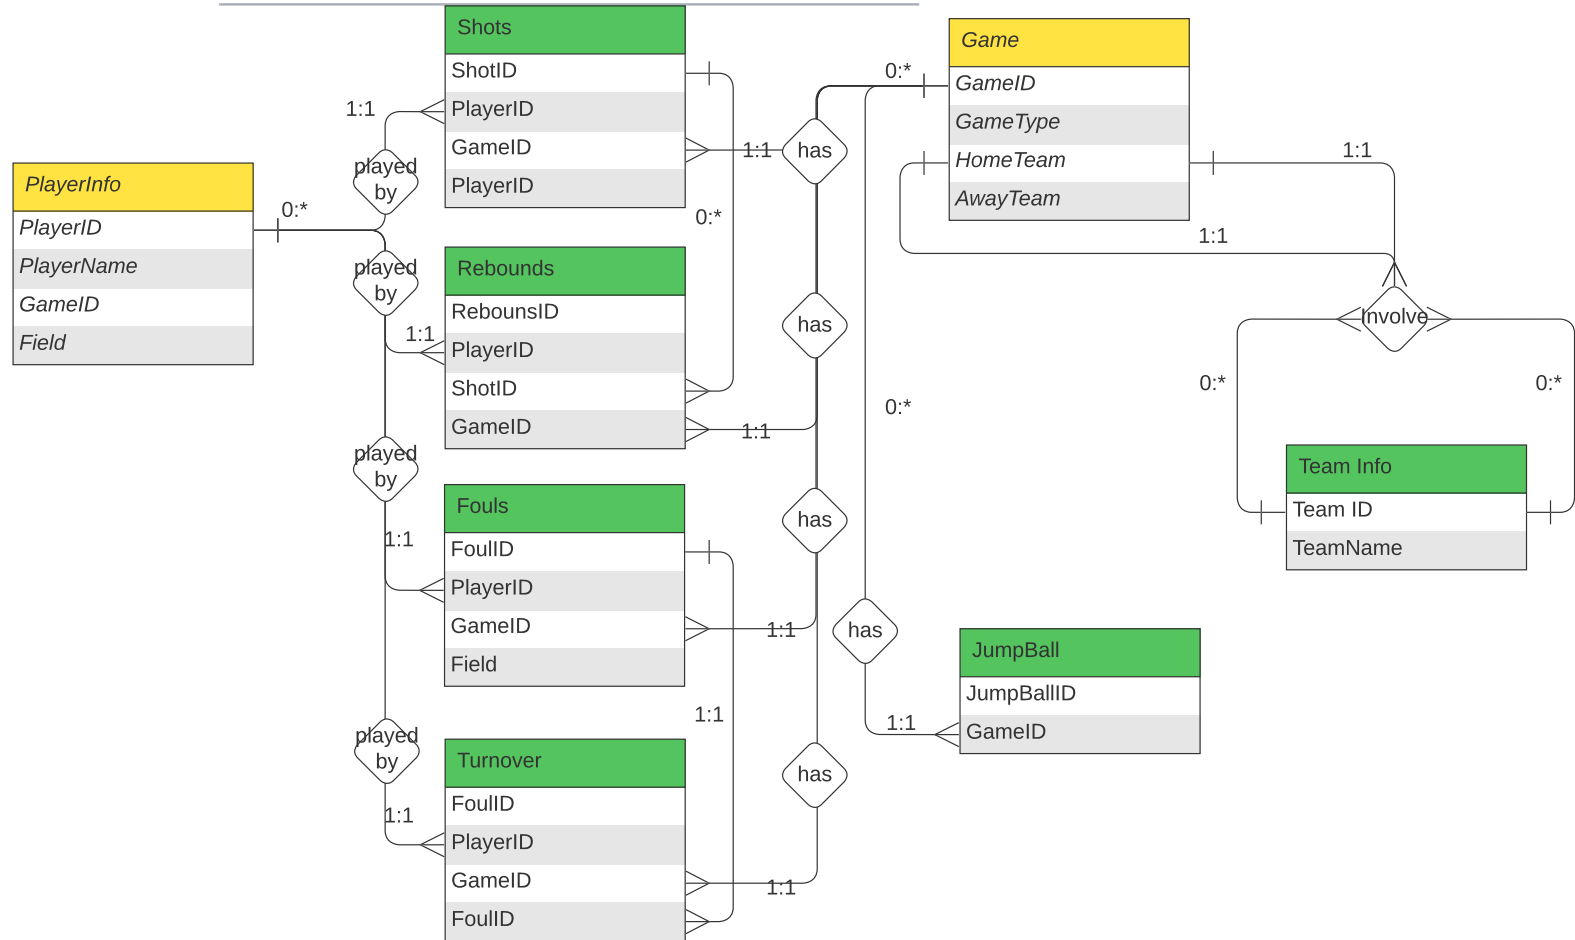 Shots
ShotID
PlayerID
GameID
PlayerID
Game
GameID
GameType
HomeTeam
AwayTeam
PlayerInfo
PlayerID
PlayerName
GameID
Field
Rebounds
RebounsID
PlayerID
ShotID
GameID
Fouls
FoulID
PlayerID
GameID
Field
Turnover
FoulID
PlayerID
GameID
FoulID
Team Info
Team ID
TeamName
JumpBall
JumpBallID
GameID
played
by
played
by
played
by
played
by
has
has
has
has
has
Involve
0:*
1:1
1:1
1:1
1:1
0:*
1:1
0:*
1:1
1:1
1:1
1:1
0:*
1:1
1:1
1:1
0:*
0:*